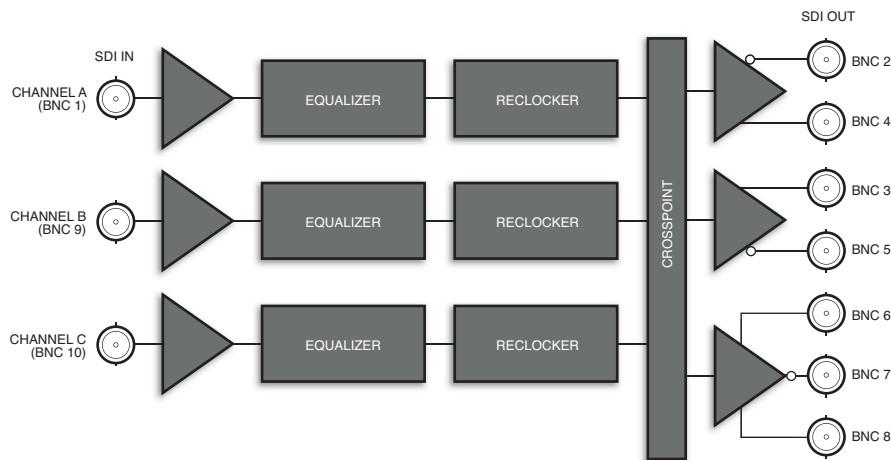 SDI OUT
SDI IN
CHANNEL A
(BNC 1)
EQUALIZER
RECLOCKER
BNC 2
BNC 4
CHANNEL B
(BNC 9)
EQUALIZER
RECLOCKER
CROSSPOINT
BNC 3
BNC 5
CHANNEL C
(BNC 10)
EQUALIZER
RECLOCKER
BNC 6
BNC 7
BNC 8